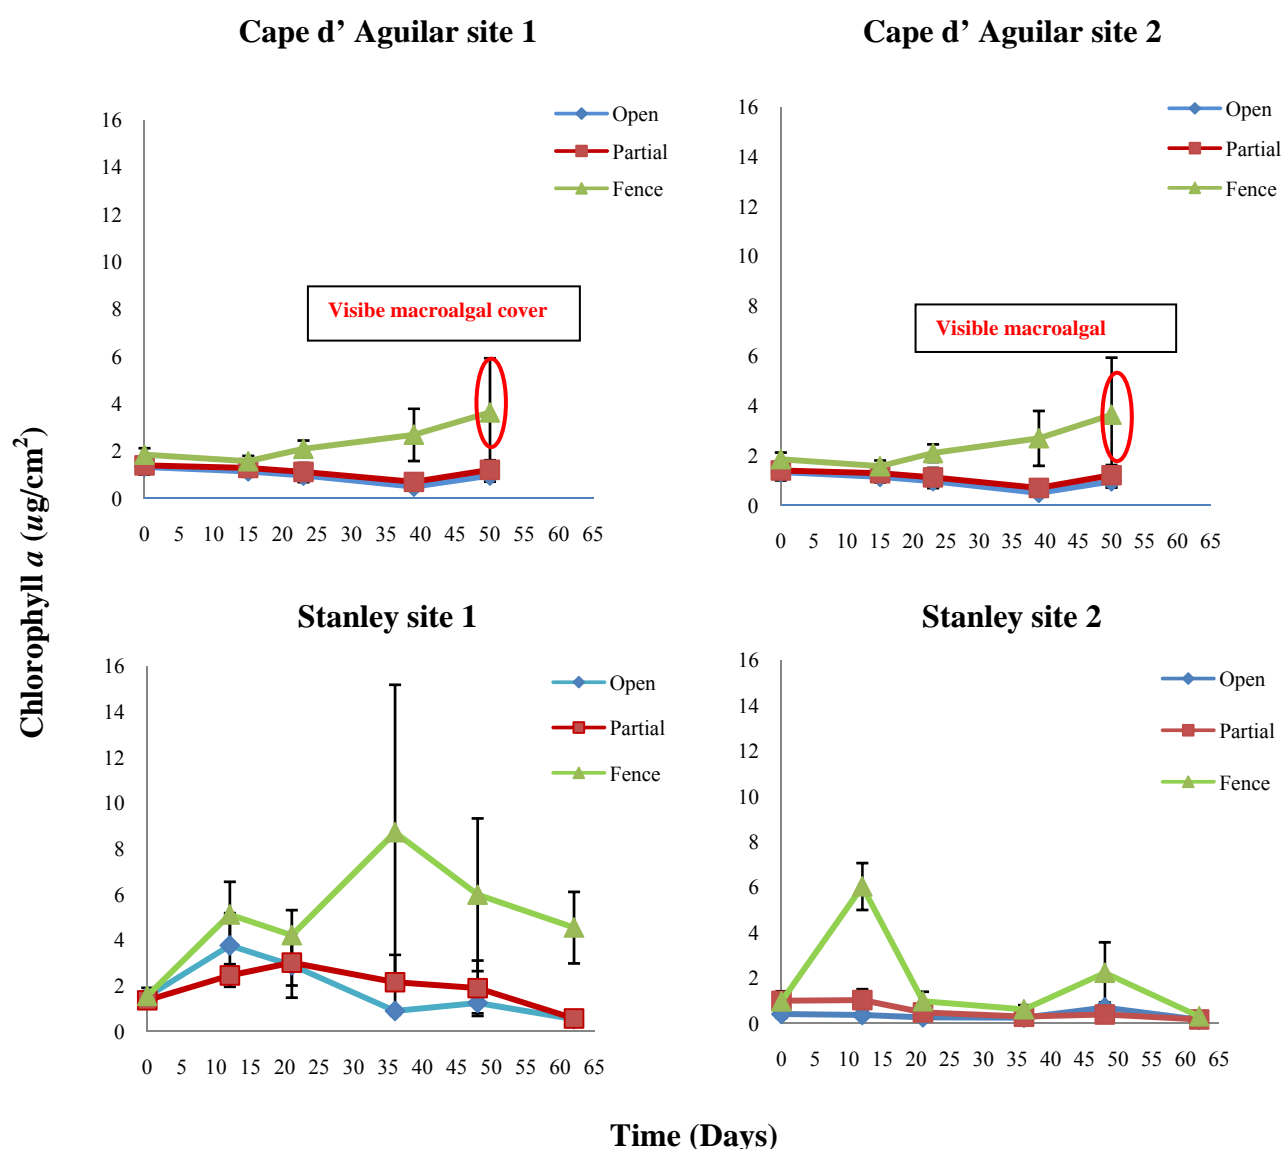 Cape d’ Aguilar site 1
Cape d’ Aguilar site 2
16
14
12
10
8
6
4
2
0
0 5 10 15 20 25 30 35 40 45 50 55 60 65
Open
Partial
Fence
Visibe macroalgal cover
16
14
12
10
8
6
4
2
0
0 5 10 15 20 25 30 35 40 45 50 55 60 65
Open
Partial
Fence
Visible macroalgal
Chlorophyll a (ug/cm²)
Stanley site 1
Stanley site 2
16
14
12
10
8
6
4
2
0
0 5 10 15 20 25 30 35 40 45 50 55 60 65
Open
Partial
Fence
16
14
12
10
8
6
4
2
0
0 5 10 15 20 25 30 35 40 45 50 55 60 65
Open
Partial
Fence
Time (Days)